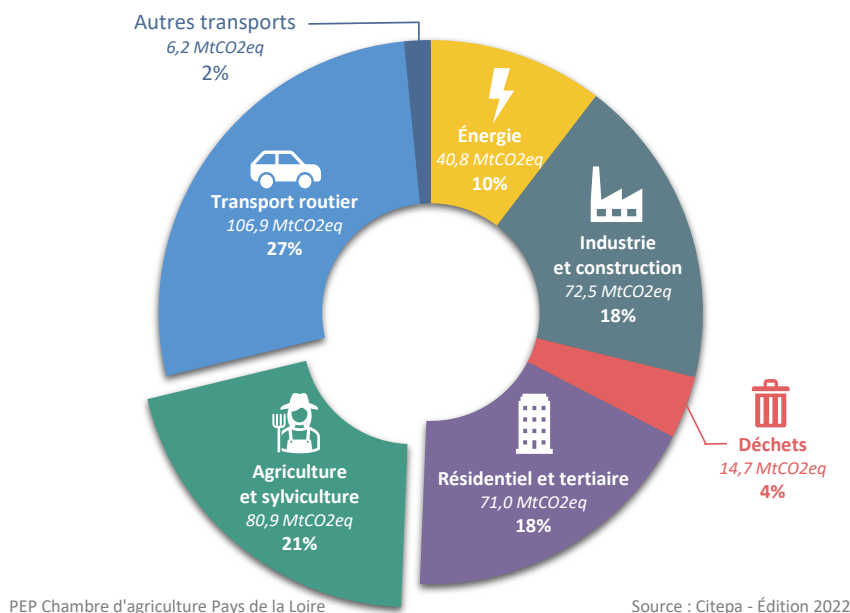 Autres transports
6,2 MtCO2eq
2%
Énergie
40,8 MtCO2eq
10%
Transport routier
106,9 MtCO2eq
27%
Industrie
et construction
72,5 MtCO2eq
18%
Déchets
14,7 MtCO2eq
4%
Agriculture
et sylviculture
80,9 MtCO2eq
21%
Résidentiel et tertiaire
71,0 MtCO2eq
18%
PEP Chambre d'agriculture Pays de la Loire
Source : Citepa - Édition 2022